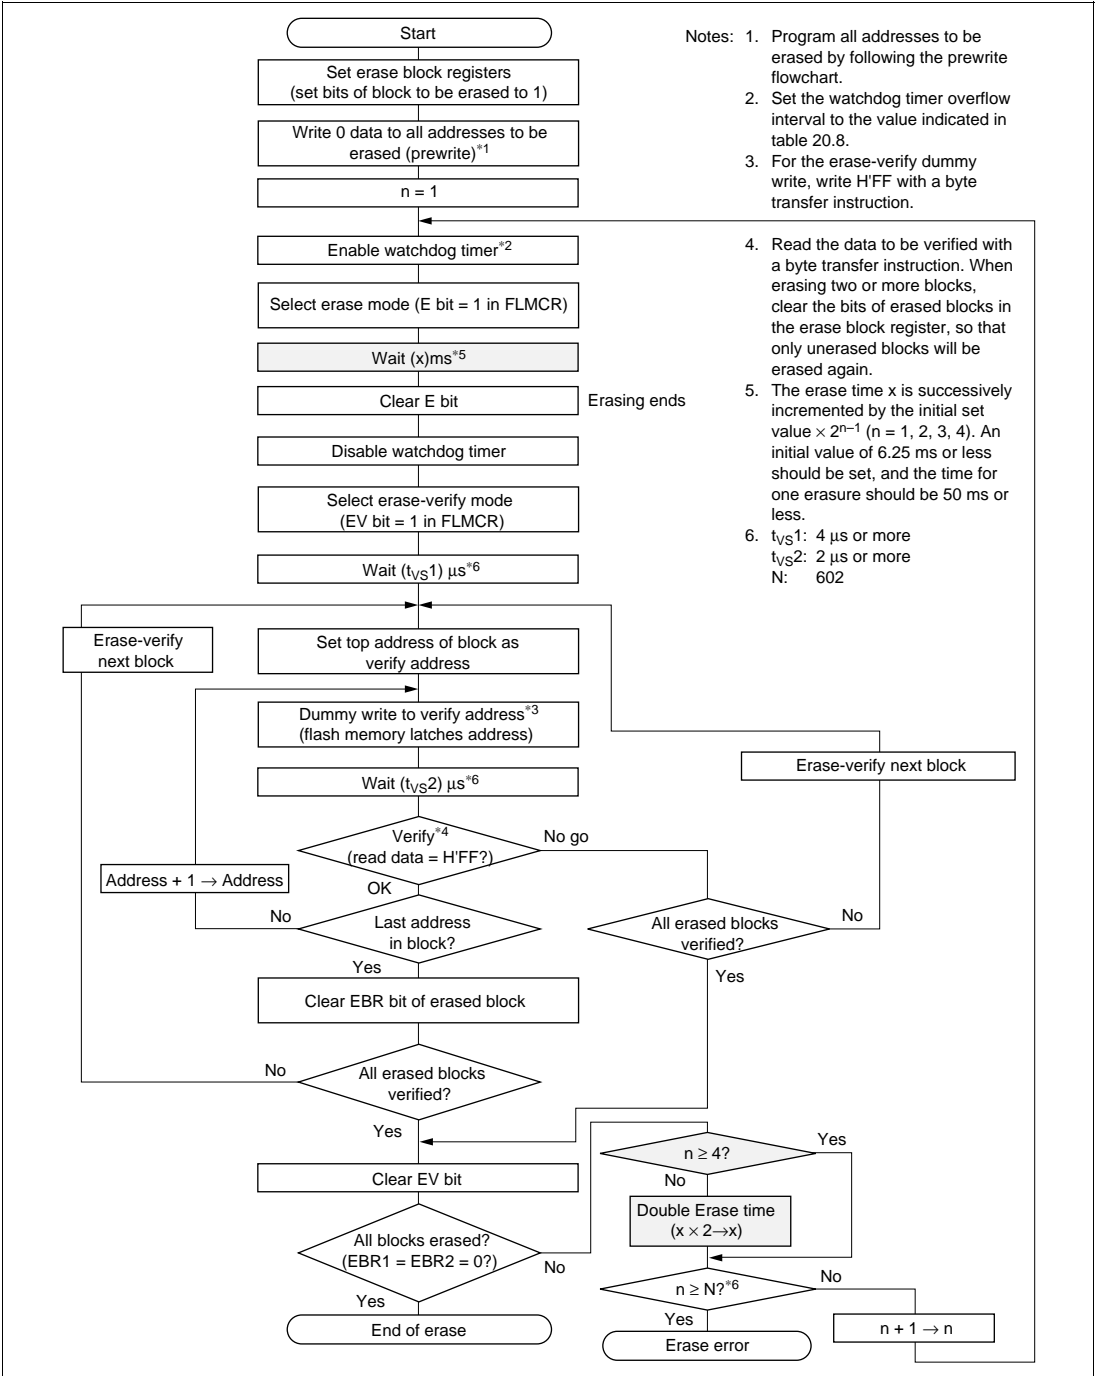 Start
Set erase block registers
(set bits of block to be erased to 1)
Write 0 data to all addresses to be
erased (prewrite)*1
n = 1
Enable watchdog timer*2
Select erase mode (E bit = 1 in FLMCR)
Wait (x)ms*5
Clear E bit
Erasing ends
Disable watchdog timer
Select erase-verify mode
(EV bit = 1 in FLMCR)
Wait (tVS1) μs*6
Erase-verify
next block
Set top address of block as
verify address
Dummy write to verify address*3
(flash memory latches address)
Wait (tVS2) μs*6
Erase-verify next block
Verify*4
(read data = H'FF?)
No go
OK
Address + 1 → Address
No
Last address
in block?
Yes
All erased blocks
verified?
No
Yes
Clear EBR bit of erased block
No
All erased blocks
verified?
Yes
Clear EV bit
All blocks erased?
(EBR1 = EBR2 = 0?)
No
Yes
End of erase
n ≥ 4?
Yes
No
Double Erase time
(x × 2→x)
n ≥ N?*6
No
Yes
n + 1 → n
Erase error
Notes: 1. Program all addresses to be
erased by following the prewrite
flowchart.
2. Set the watchdog timer overflow
interval to the value indicated in
table 20.8.
3. For the erase-verify dummy
write, write H'FF with a byte
transfer instruction.
4. Read the data to be verified with
a byte transfer instruction. When
erasing two or more blocks,
clear the bits of erased blocks in
the erase block register, so that
only unerased blocks will be
erased again.
5. The erase time x is successively
incremented by the initial set
value × 2n–1 (n = 1, 2, 3, 4). An
initial value of 6.25 ms or less
should be set, and the time for
one erasure should be 50 ms or
less.
6. tVS1: 4 μs or more
tVS2: 2 μs or more
N: 602